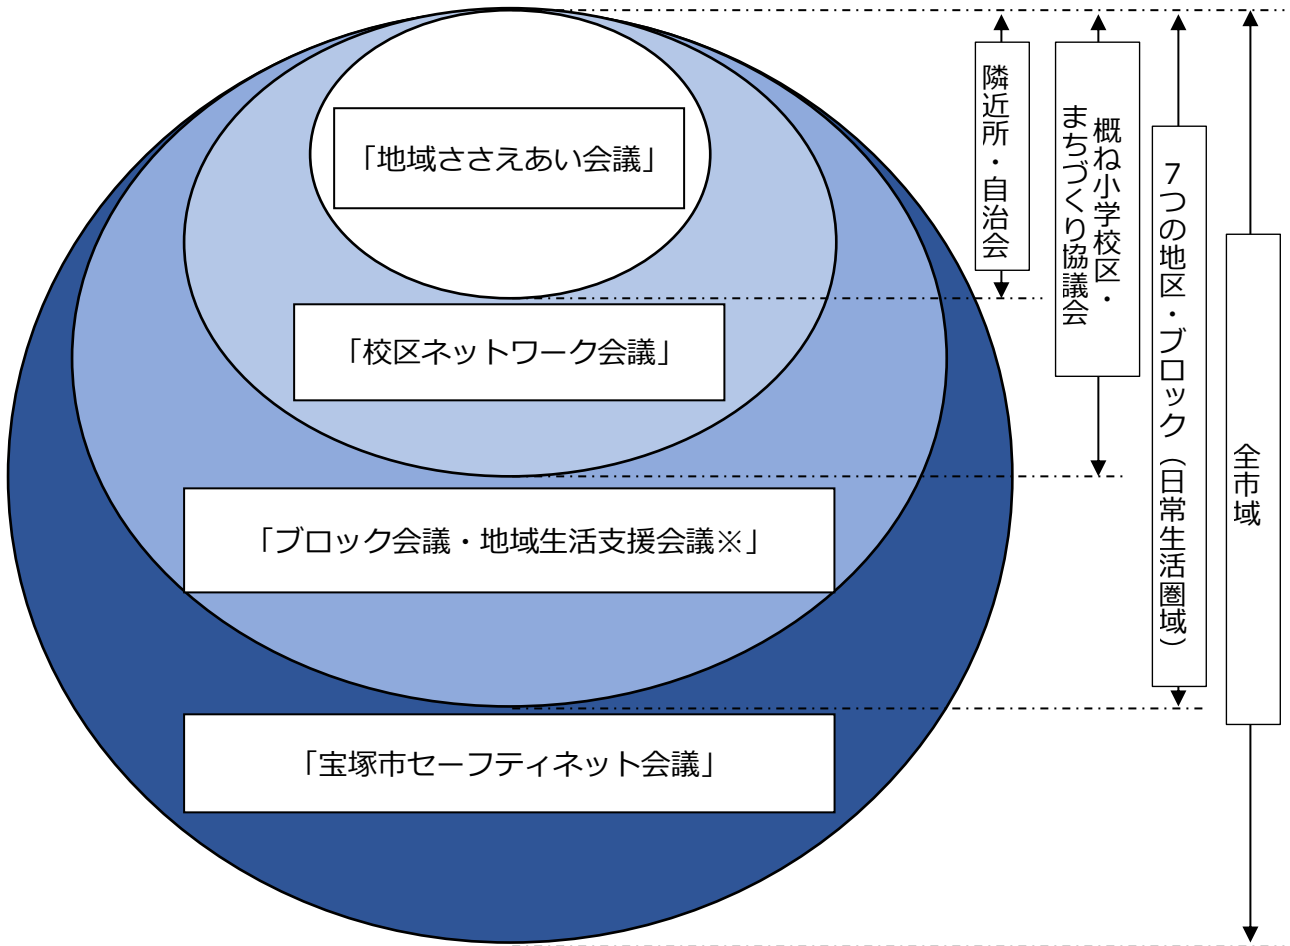 「地域ささえあい会議」
「校区ネットワーク会議」
「ブロック会議・地域生活支援会議※」
「宝塚市セーフティネット会議」
隣近所・自治会
概ね小学校区・
まちづくり協議会
７つの地区・ブロック（日常生活圏域）
全市域